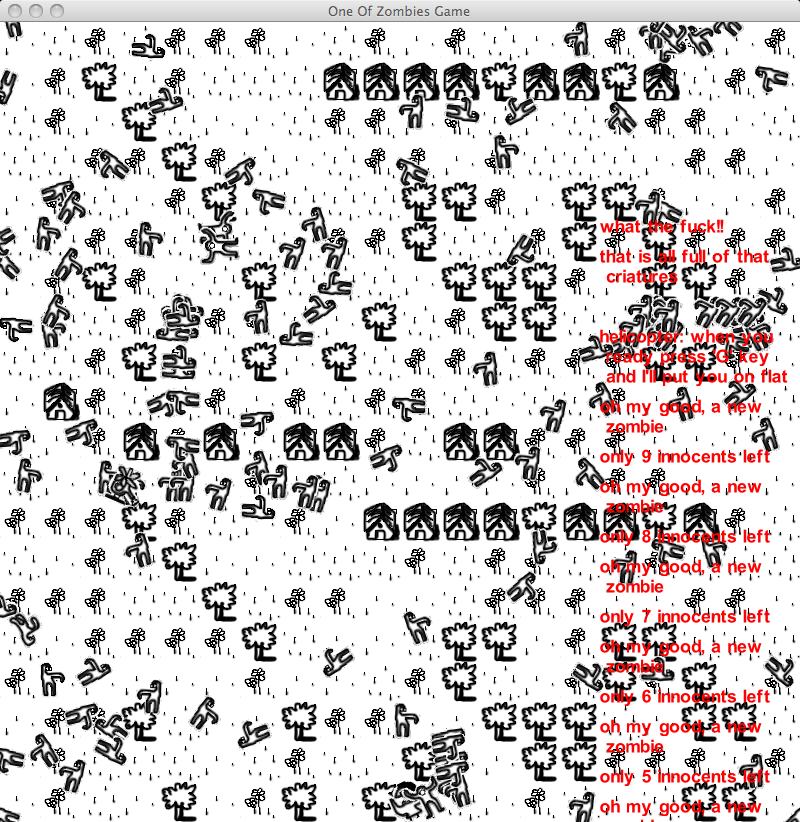 One Of Zombies Game
what the fuck!!
that is all full of that
criatures
helicopter: when you
ready press 'G' key
and I'll put you on flat
oh my good, a new
zombie
only 9 innocents left
oh my good, a new
zombie
only 8 innocents left
oh my good, a new
zombie
only 7 innocents left
oh my good, a new
zombie
only 6 innocents left
oh my good, a new
zombie
only 5 innocents left
oh my good, a new